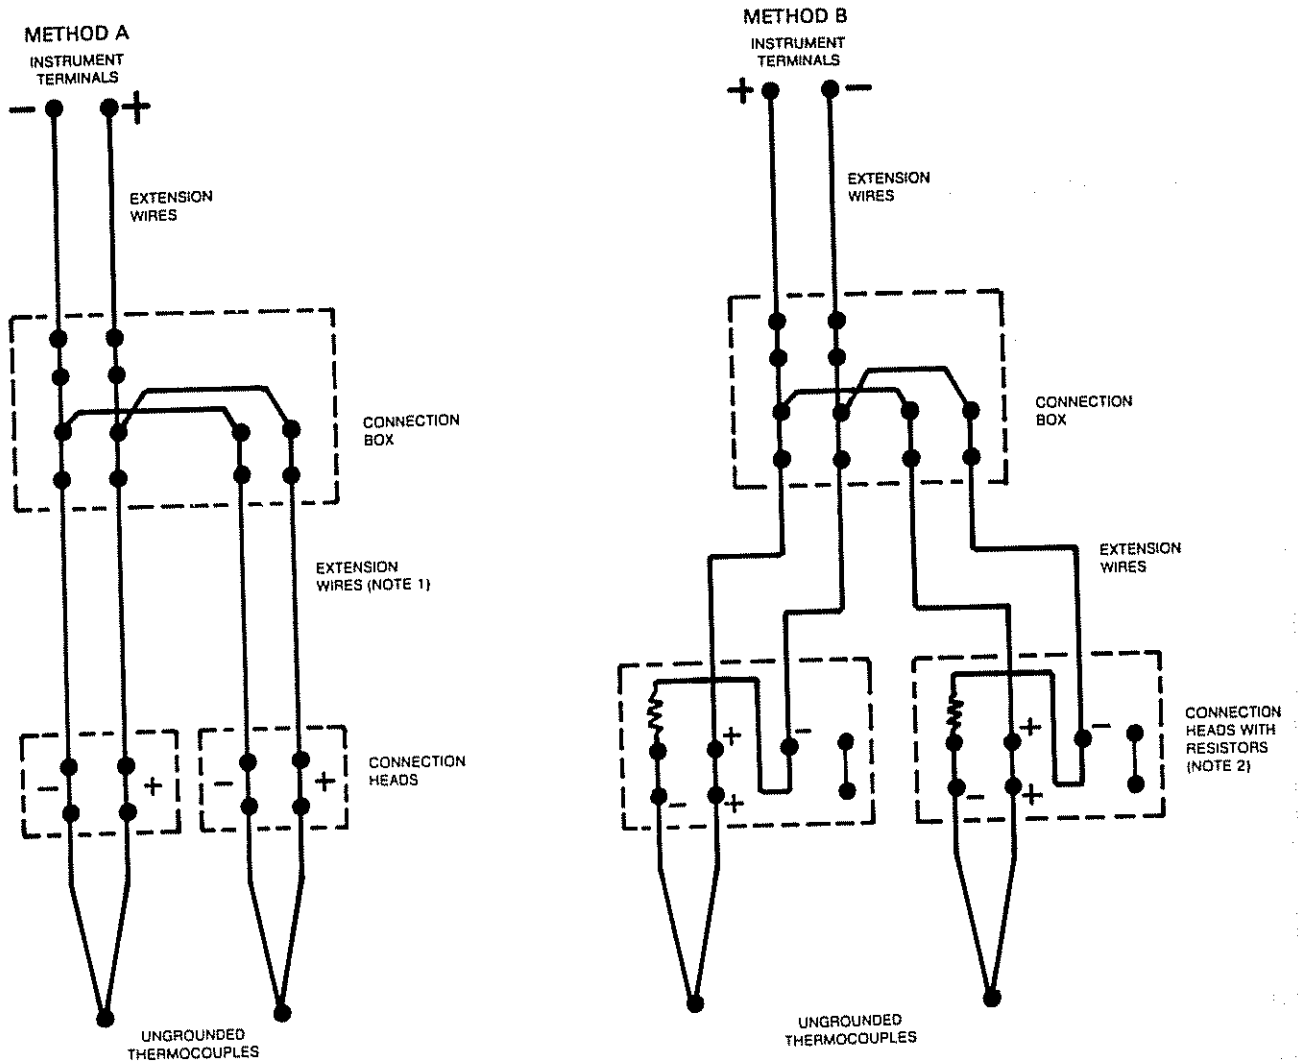 METHOD A
INSTRUMENT
TERMINALS
− +
EXTENSION
WIRES
CONNECTION
BOX
EXTENSION
WIRES (NOTE 1)
− + − +
CONNECTION
HEADS
UNGROUNDED
THERMOCOUPLES
METHOD B
INSTRUMENT
TERMINALS
+ −
EXTENSION
WIRES
CONNECTION
BOX
EXTENSION
WIRES
+ − + −
− + − +
CONNECTION
HEADS WITH
RESISTORS
(NOTE 2)
UNGROUNDED
THERMOCOUPLES